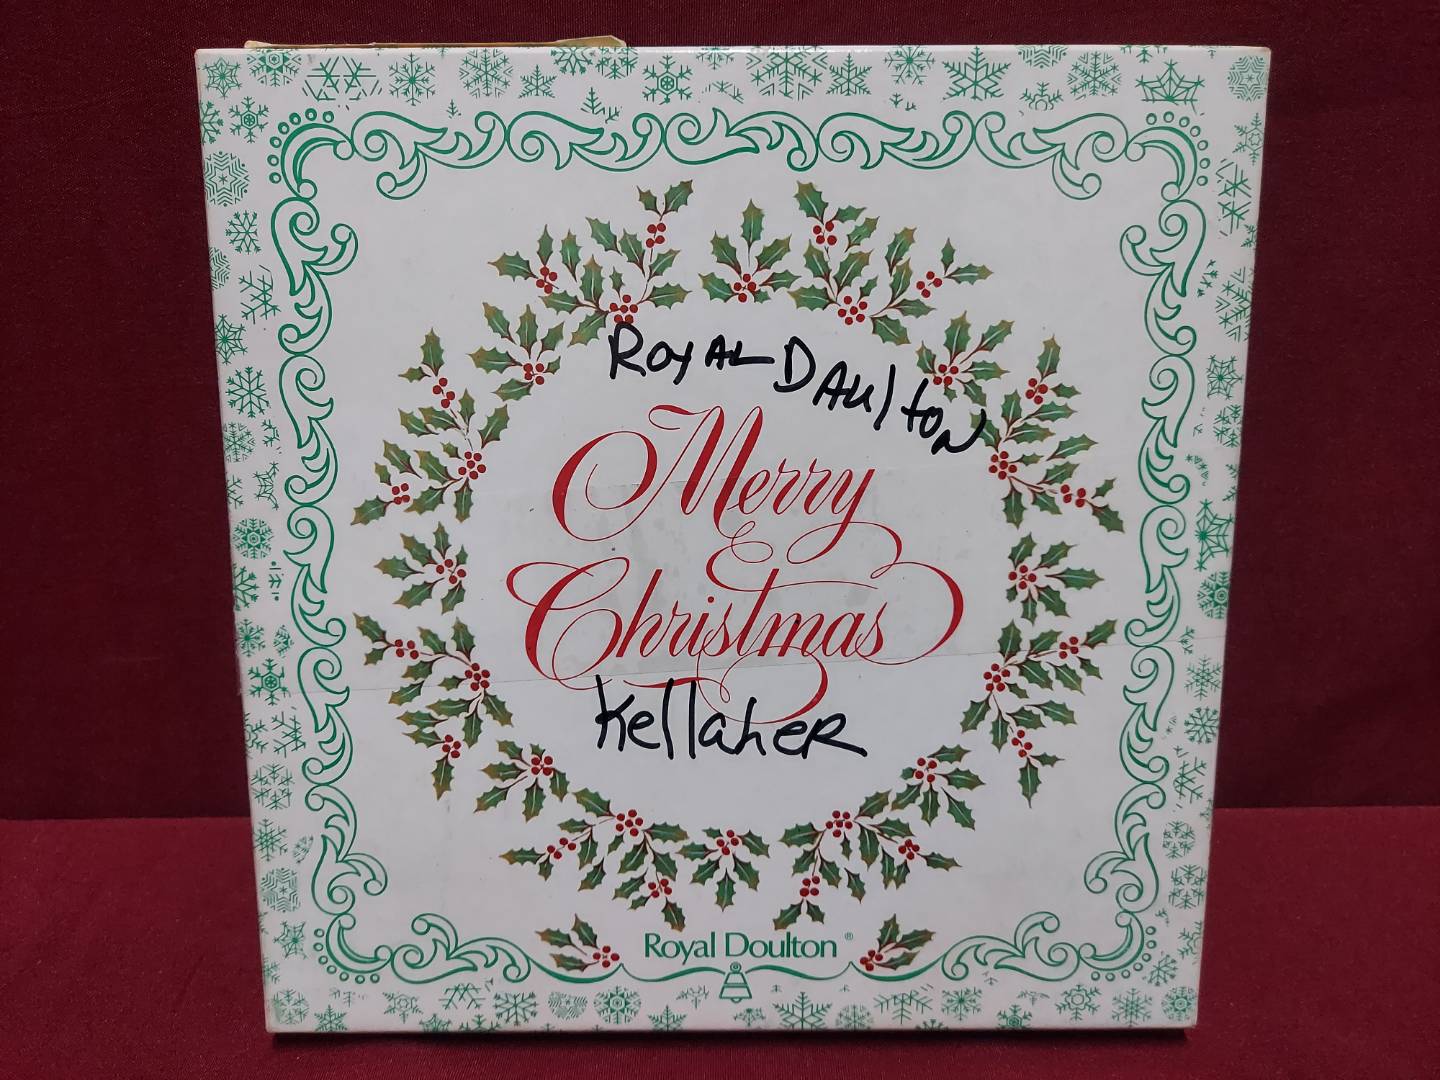 ROYAL DAulton
Merry
Christmas
KellaheR
Royal Doulton®